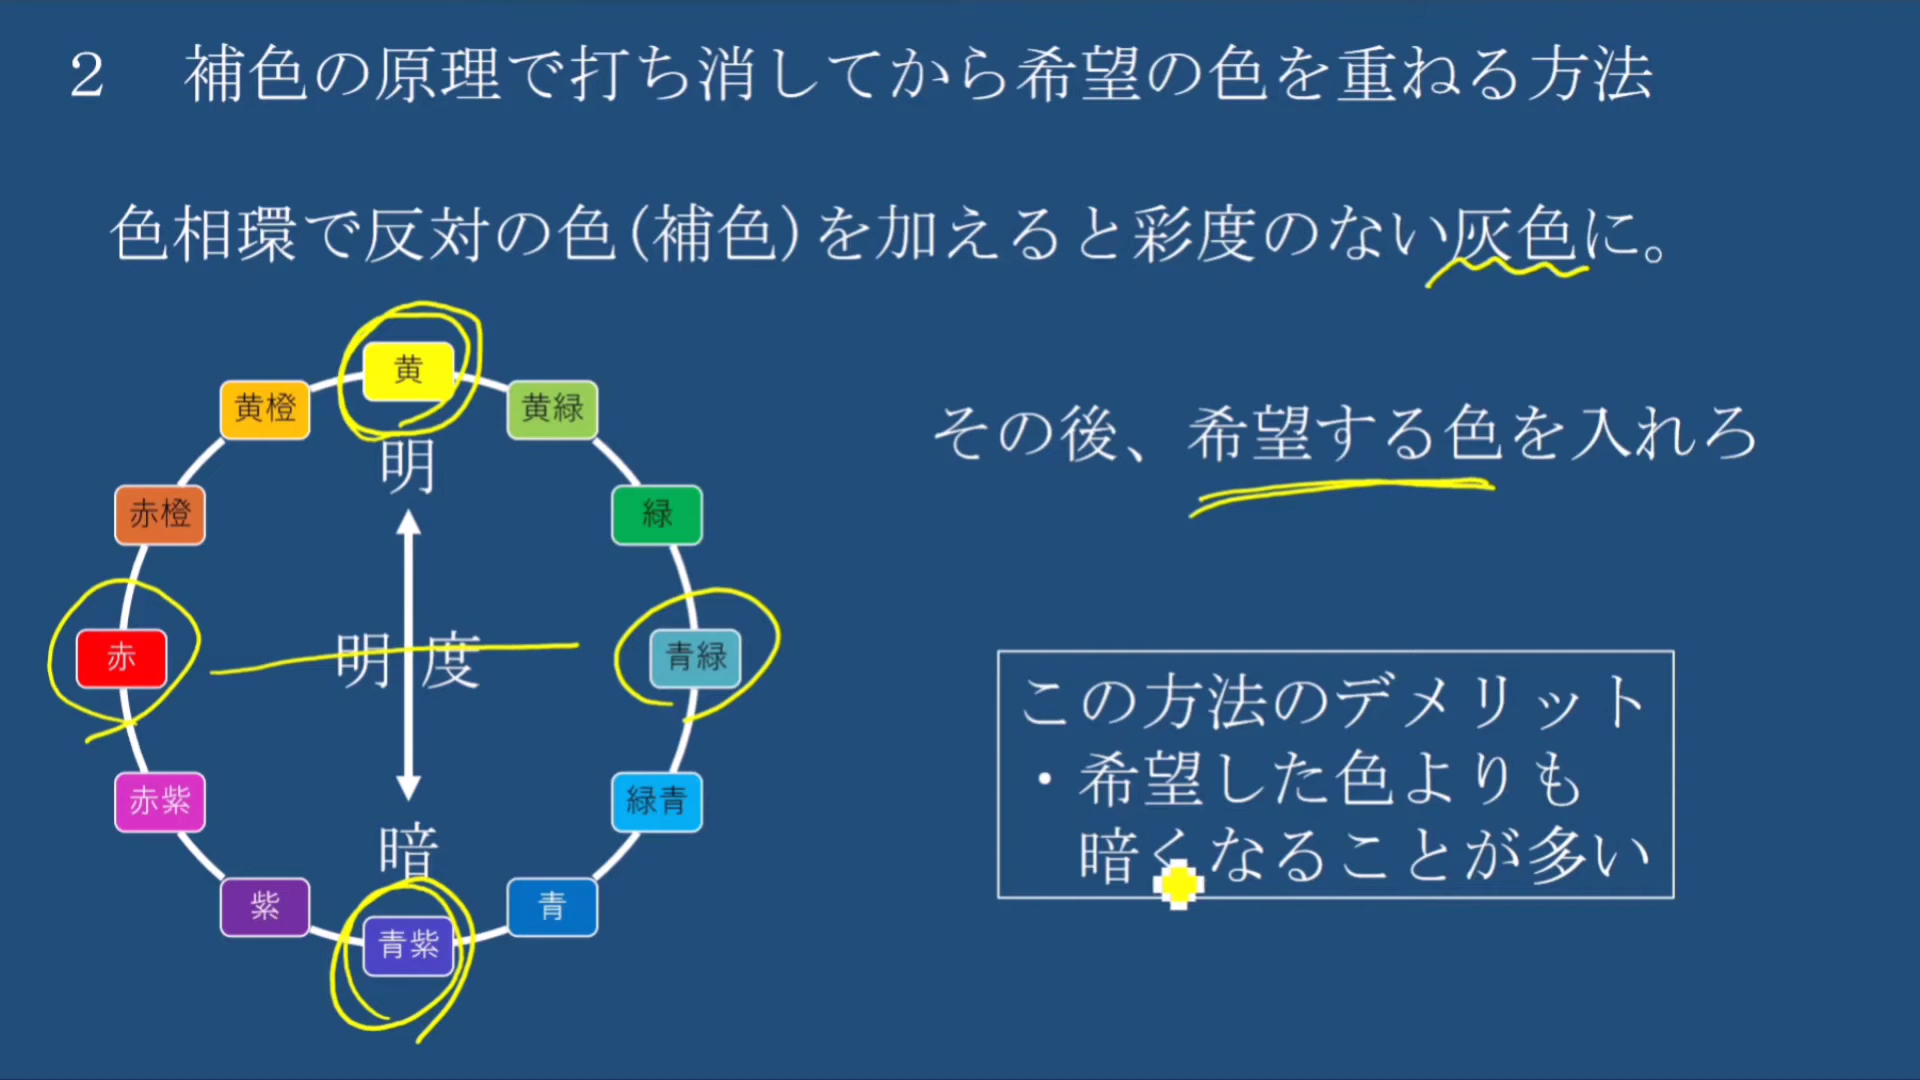 ２　補色の原理で打ち消してから希望の色を重ねる方法
色相環で反対の色(補色)を加えると彩度のない灰色に。
黄
黄橙
黄緑
明
その後、希望する色を入れろ
赤橙
緑
赤
明度
青緑
この方法のデメリット
・希望した色よりも
暗くなることが多い
赤紫
緑青
暗
紫
青
青紫